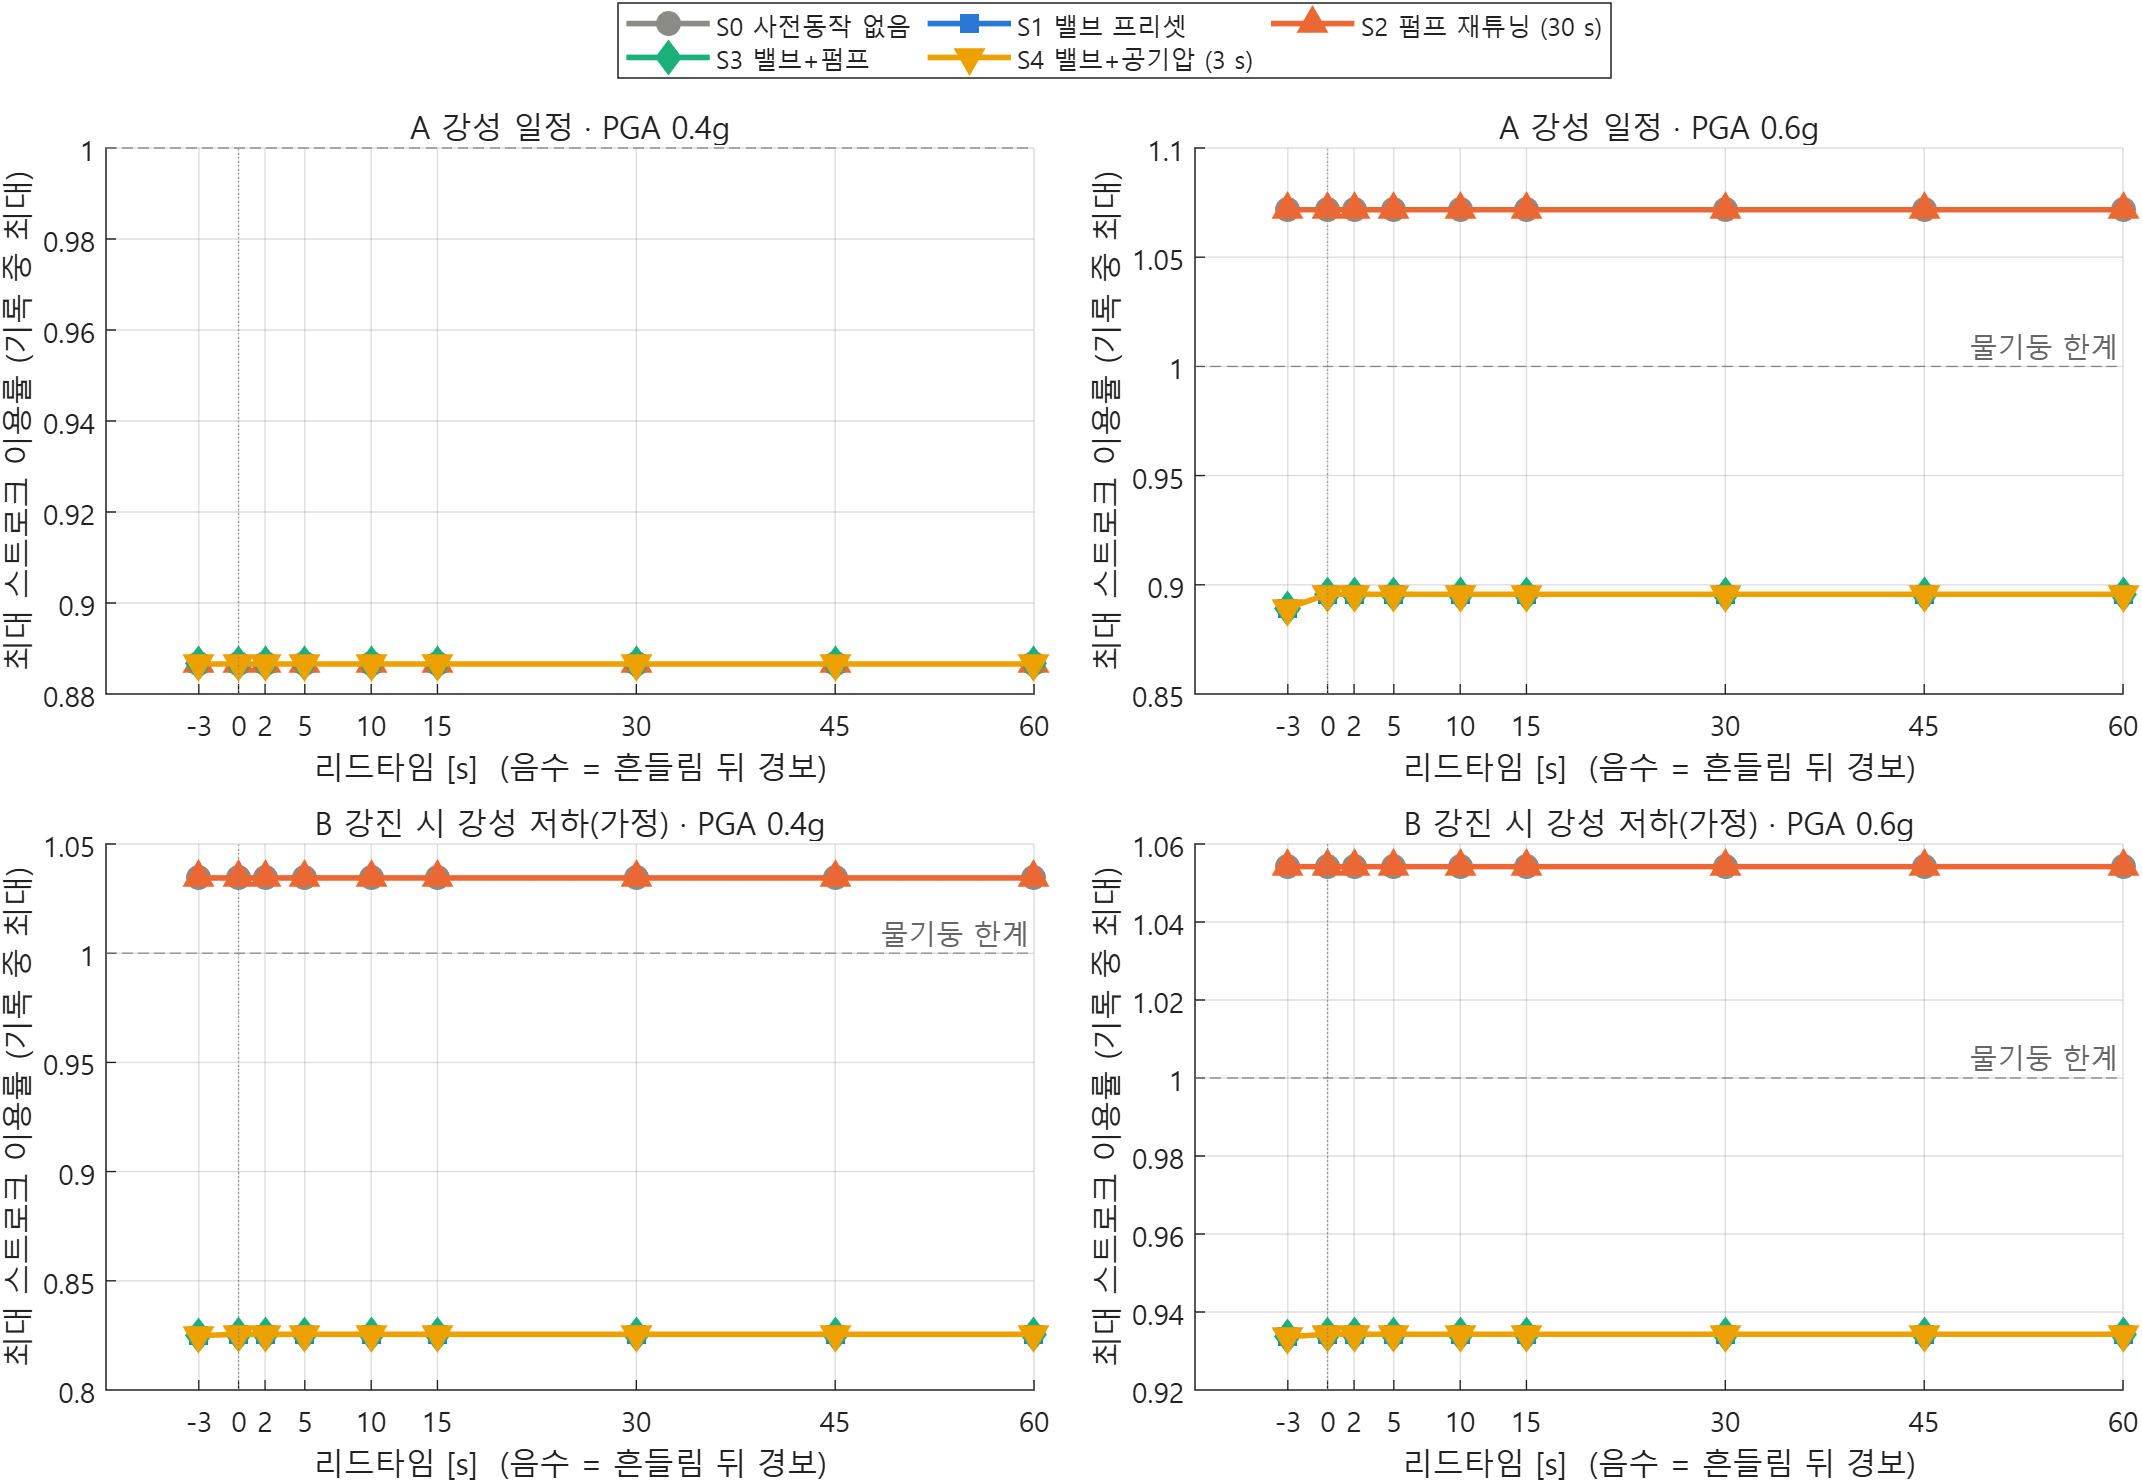 S0 사전동작 없음
S1 밸브 프리셋
S2 펌프 재튜닝 (30 s)
S3 밸브+펌프
S4 밸브+공기압 (3 s)
A 강성 일정 · PGA 0.4g
최대 스트로크 이용률 (기록 중 최대)
1
0.98
0.96
0.94
0.92
0.9
0.88
-3 0 2 5 10 15 30 45 60
리드타임 [s] (음수 = 흔들림 뒤 경보)
A 강성 일정 · PGA 0.6g
최대 스트로크 이용률 (기록 중 최대)
1.1
1.05
1
0.95
0.9
0.85
물기둥 한계
-3 0 2 5 10 15 30 45 60
리드타임 [s] (음수 = 흔들림 뒤 경보)
B 강진 시 강성 저하(가정) · PGA 0.4g
최대 스트로크 이용률 (기록 중 최대)
1.05
1
0.95
0.9
0.85
0.8
물기둥 한계
-3 0 2 5 10 15 30 45 60
리드타임 [s] (음수 = 흔들림 뒤 경보)
B 강진 시 강성 저하(가정) · PGA 0.6g
최대 스트로크 이용률 (기록 중 최대)
1.06
1.04
1.02
1
0.98
0.96
0.94
0.92
물기둥 한계
-3 0 2 5 10 15 30 45 60
리드타임 [s] (음수 = 흔들림 뒤 경보)